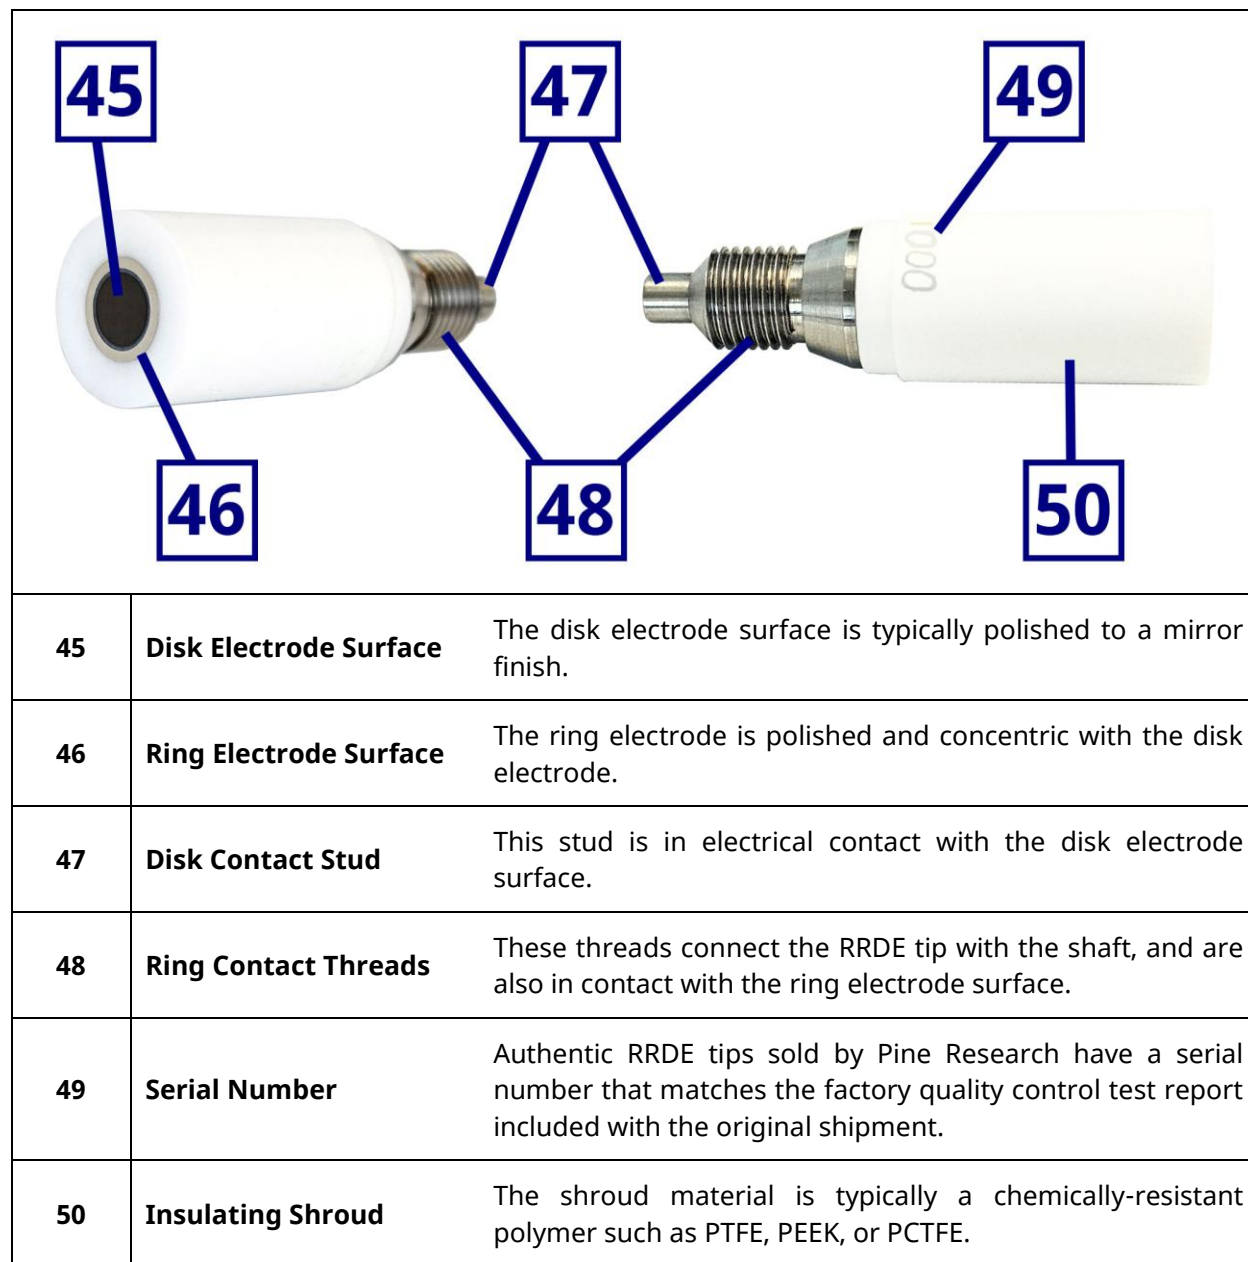 45
47
49
0001
46
48
50
45 Disk Electrode Surface The disk electrode surface is typically polished to a mirror
finish.
46 Ring Electrode Surface The ring electrode is polished and concentric with the disk
electrode.
47 Disk Contact Stud This stud is in electrical contact with the disk electrode
surface.
48 Ring Contact Threads These threads connect the RRDE tip with the shaft, and are
also in contact with the ring electrode surface.
49 Serial Number Authentic RRDE tips sold by Pine Research have a serial
number that matches the factory quality control test report
included with the original shipment.
50 Insulating Shroud The shroud material is typically a chemically-resistant
polymer such as PTFE, PEEK, or PCTFE.